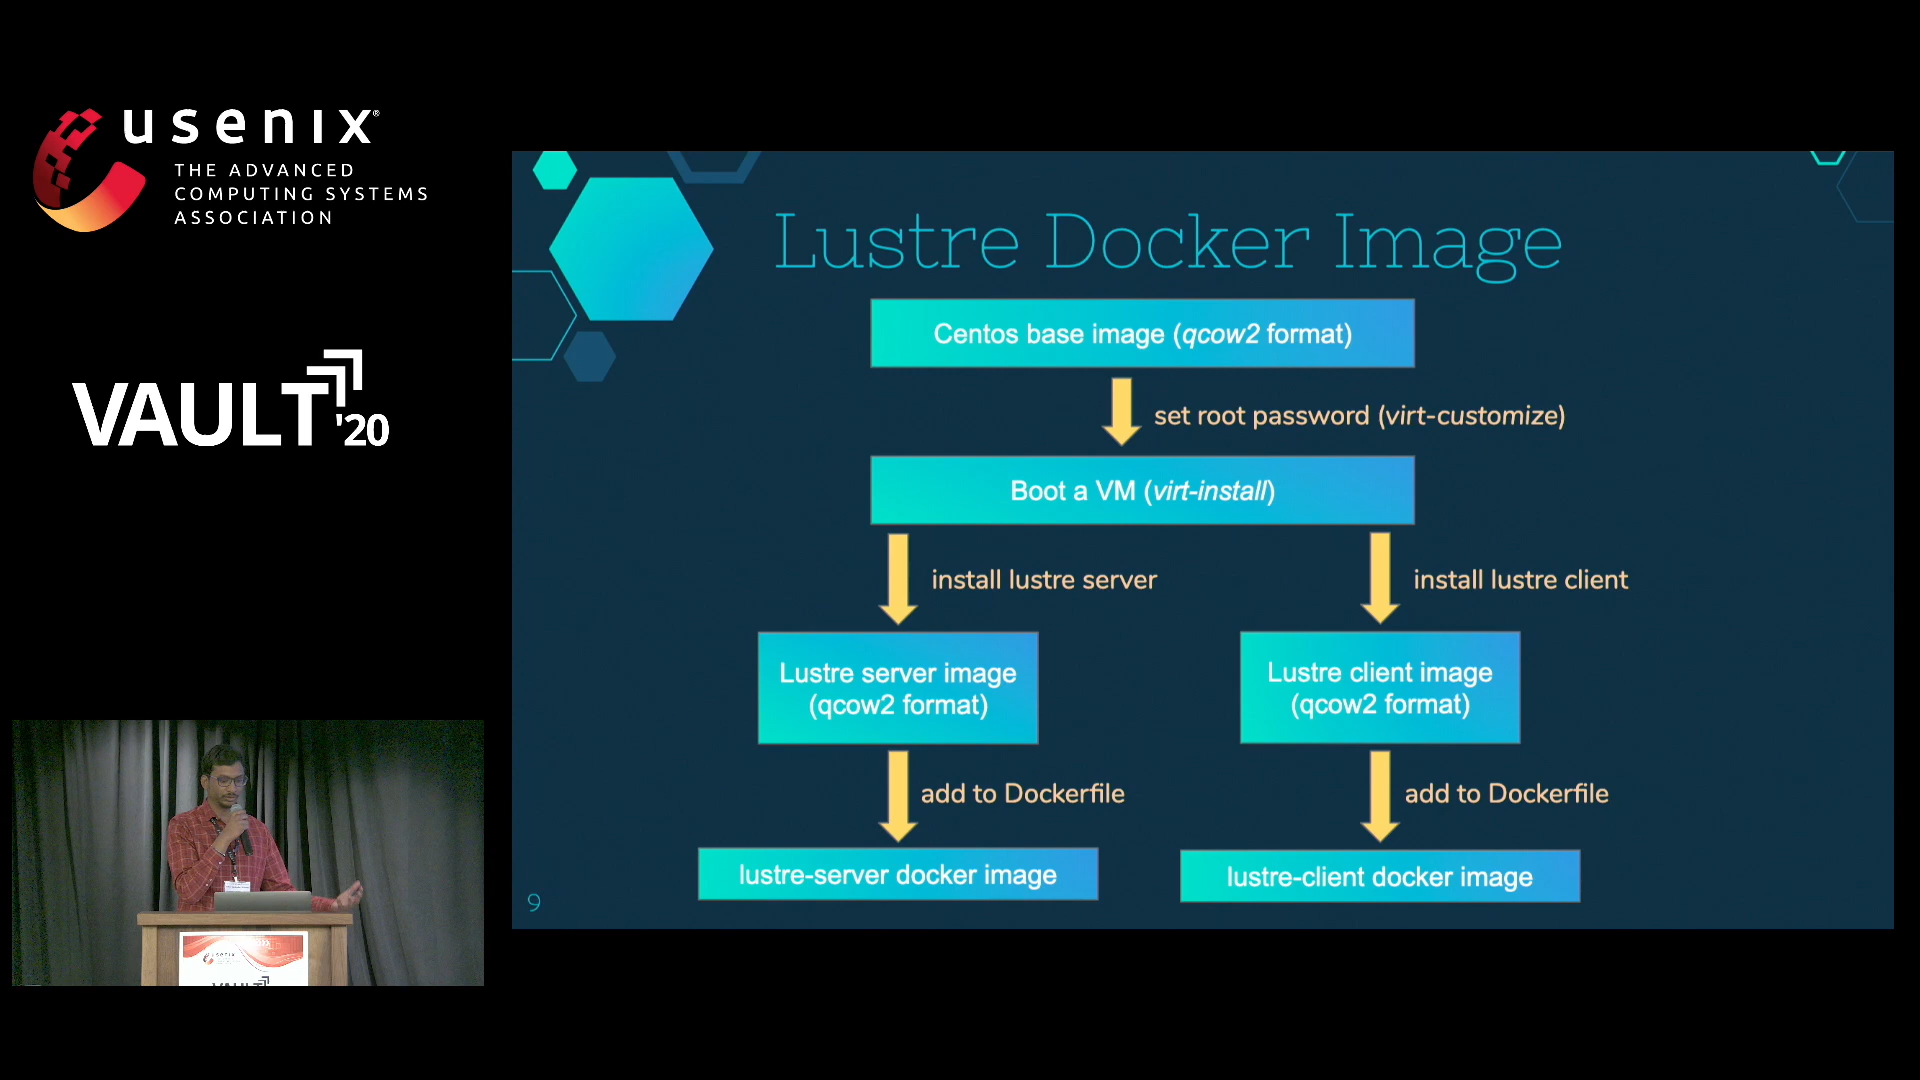 usenix®
THE ADVANCED
COMPUTING SYSTEMS
ASSOCIATION
VAULT '20
Lustre Docker Image
Centos base image (qcow2 format)
set root password (virt-customize)
Boot a VM (virt-install)
install lustre server
install lustre client
Lustre server image
(qcow2 format)
Lustre client image
(qcow2 format)
add to Dockerfile
add to Dockerfile
lustre-server docker image
lustre-client docker image
9
usenix
VAULT